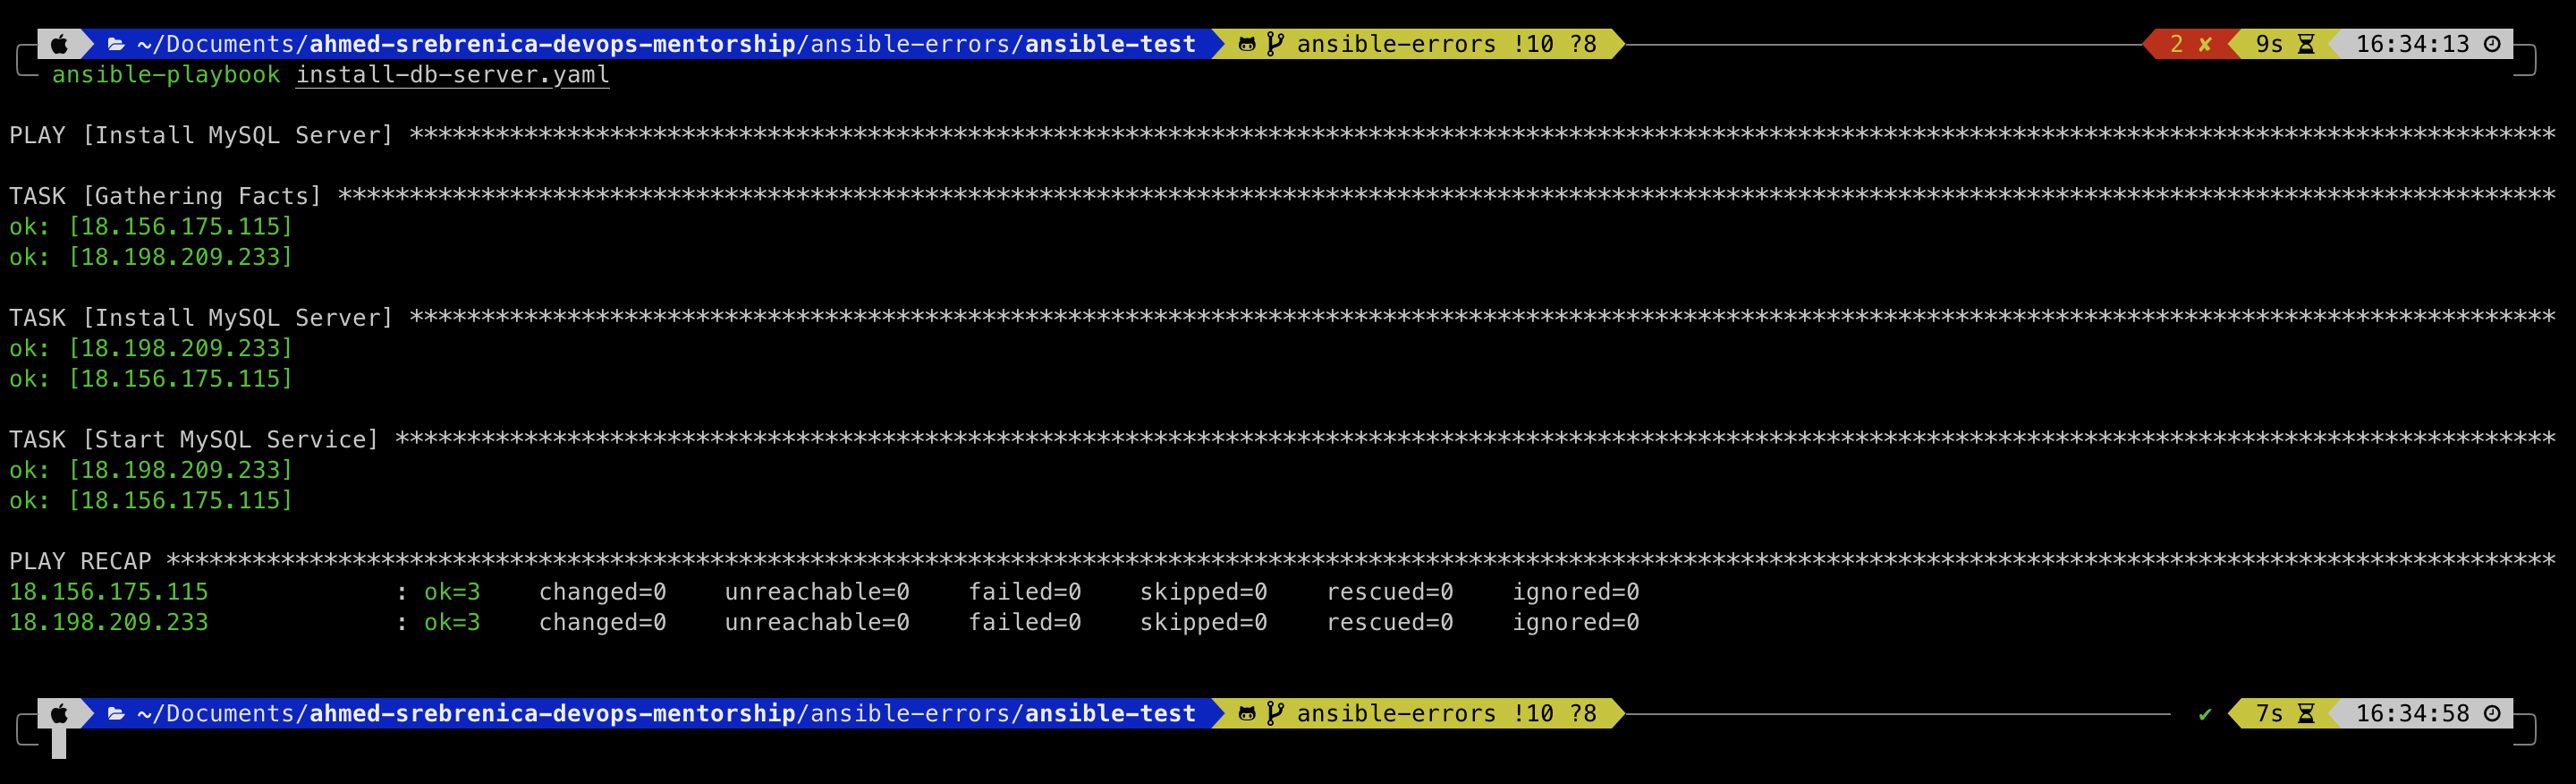 ~/Documents/ahmed-srebrenica-devops-mentorship/ansible-errors/ansible-test ansible-errors !10 ?8 2 ✘ 9s 16:34:13
ansible-playbook install-db-server.yaml
PLAY [Install MySQL Server] ******************************************************************************************************************************************************
TASK [Gathering Facts] ***********************************************************************************************************************************************************
ok: [18.156.175.115]
ok: [18.198.209.233]
TASK [Install MySQL Server] ******************************************************************************************************************************************************
ok: [18.198.209.233]
ok: [18.156.175.115]
TASK [Start MySQL Service] *******************************************************************************************************************************************************
ok: [18.198.209.233]
ok: [18.156.175.115]
PLAY RECAP ***********************************************************************************************************************************************************************
18.156.175.115 : ok=3 changed=0 unreachable=0 failed=0 skipped=0 rescued=0 ignored=0
18.198.209.233 : ok=3 changed=0 unreachable=0 failed=0 skipped=0 rescued=0 ignored=0
~/Documents/ahmed-srebrenica-devops-mentorship/ansible-errors/ansible-test ansible-errors !10 ?8 ✔ 7s 16:34:58